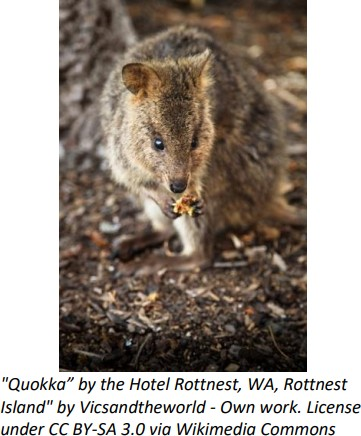 "Quokka” by the Hotel Rottnest, WA, Rottnest
Island" by Vicsandtheworld - Own work. License
under CC BY-SA 3.0 via Wikimedia Commons